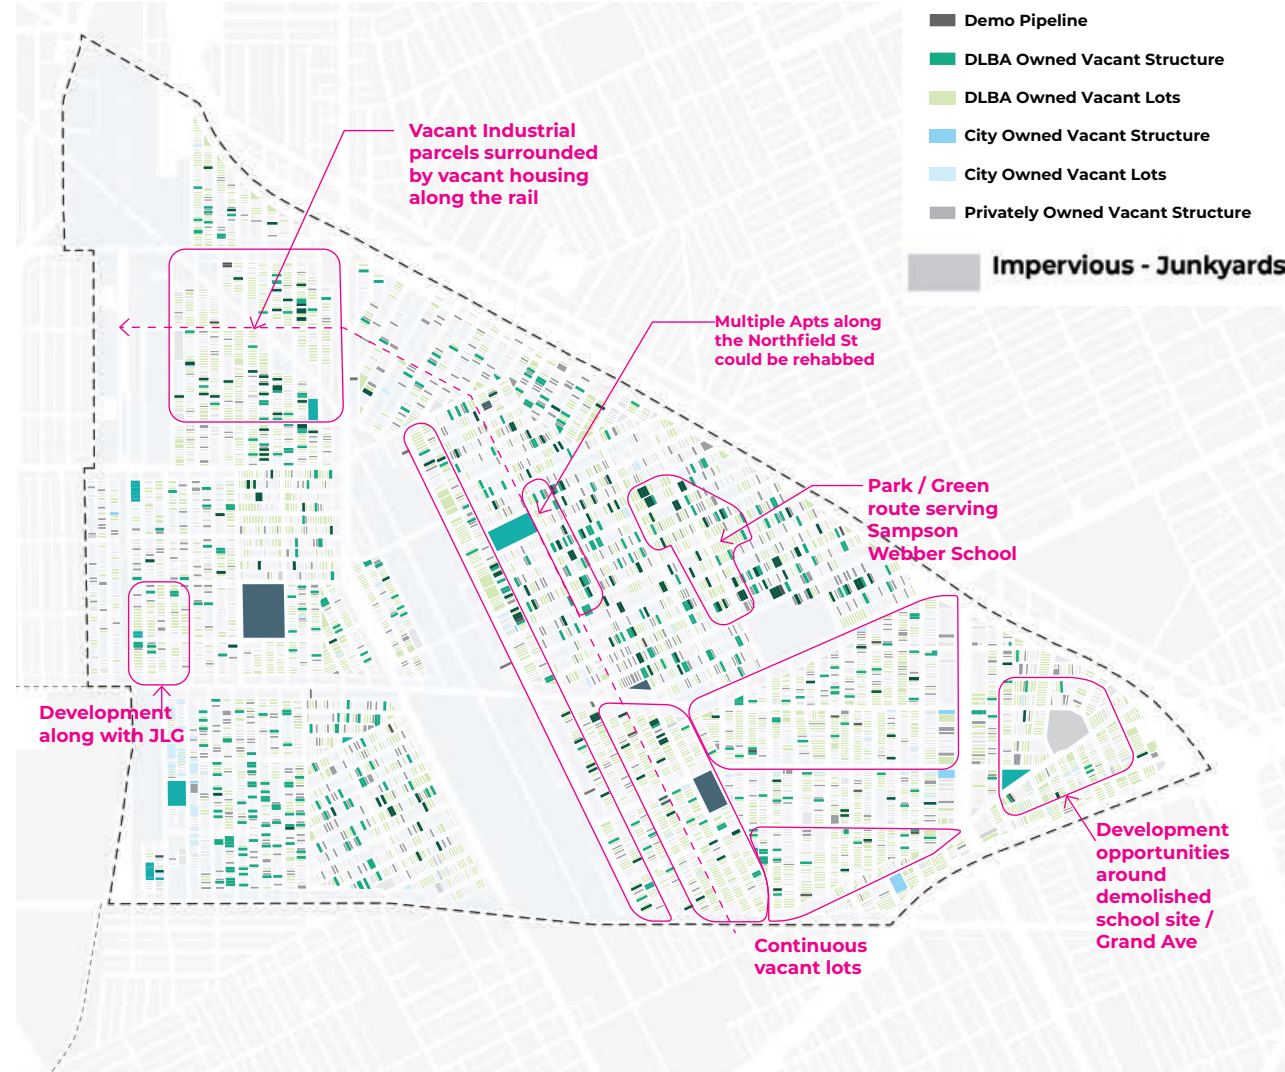 Demo Pipeline
DLBA Owned Vacant Structure
DLBA Owned Vacant Lots
City Owned Vacant Structure
City Owned Vacant Lots
Privately Owned Vacant Structure
Impervious - Junkyards
Vacant Industrial
parcels surrounded
by vacant housing
along the rail
Multiple Apts along
the Northfield St
could be rehabbed
Park / Green
route serving
Sampson
Webber School
Development
along with JLG
Development
opportunities
around
demolished
school site /
Grand Ave
Continuous
vacant lots